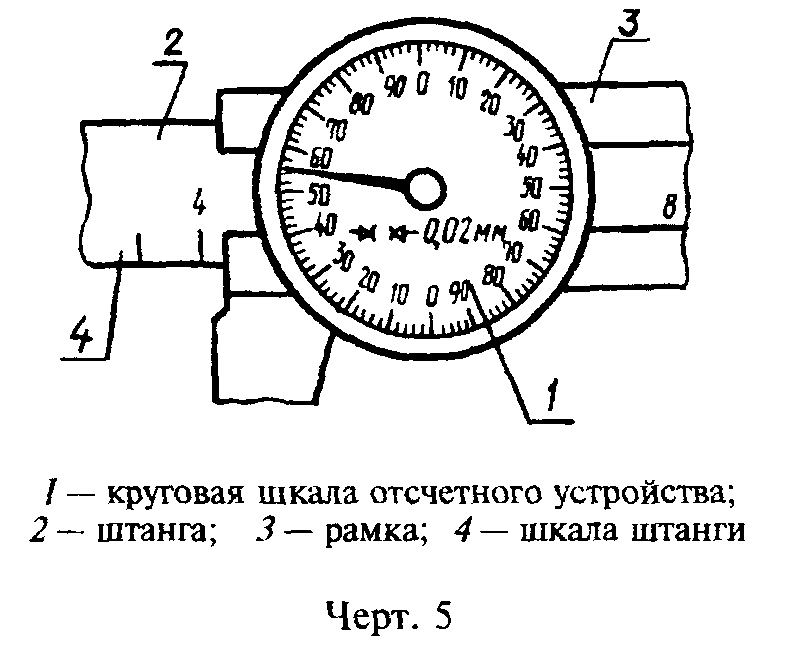 2
3
90 0 10
80 20
70 30
60 40
50 50
4 8
40 60
30 70
20 80
10 0 90
0,02 мм
4
1
1 — круговая шкала отсчетного устройства;
2 — штанга; 3 — рамка; 4 — шкала штанги
Черт. 5